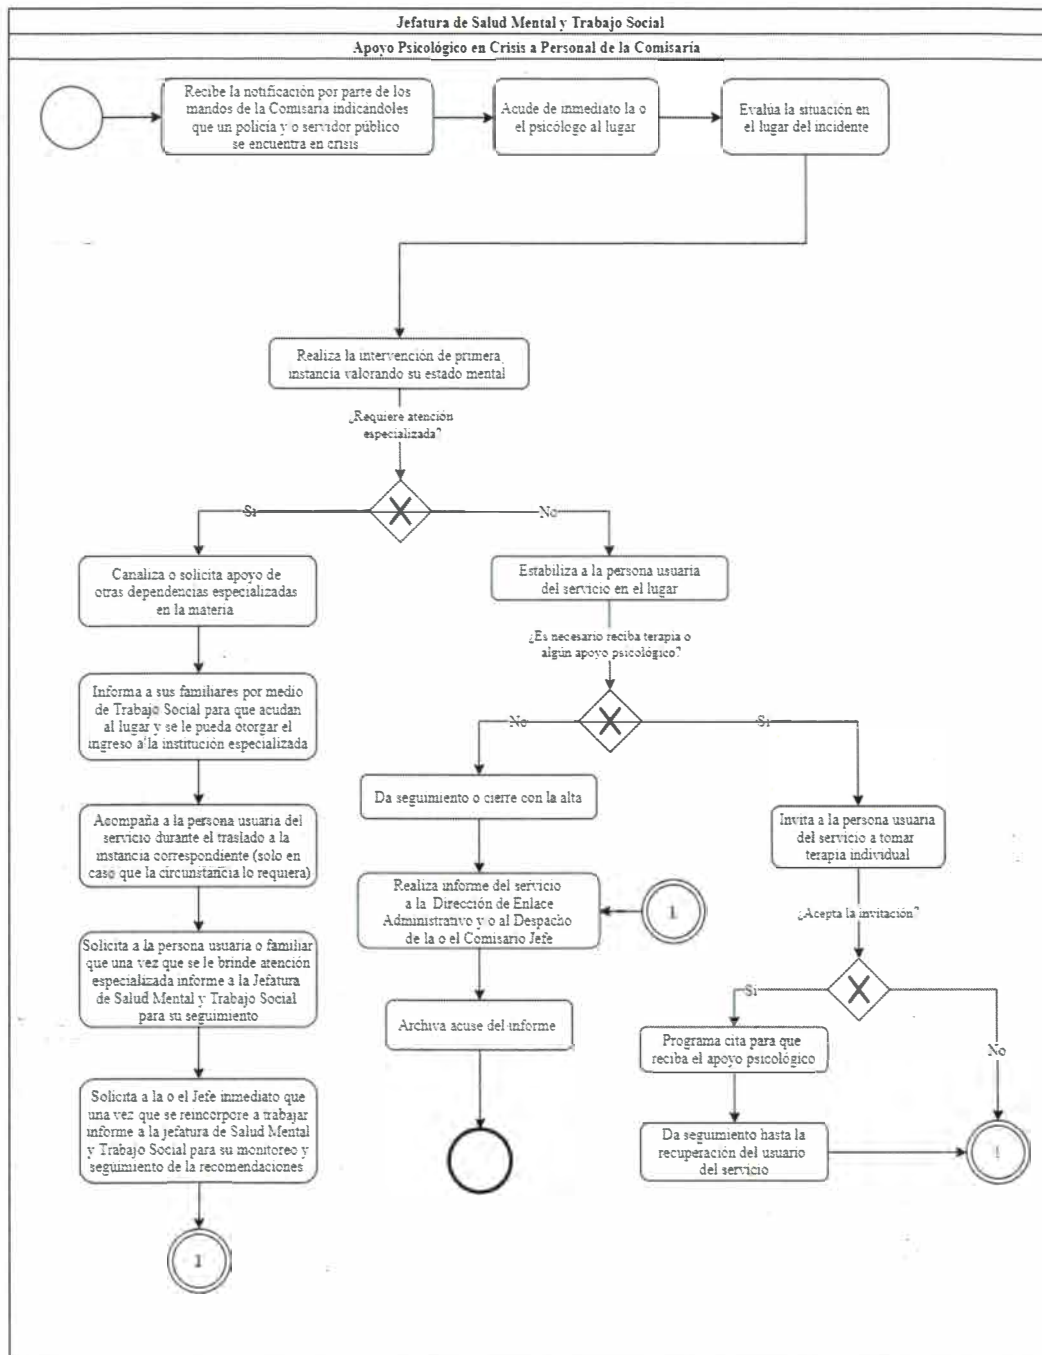 Jefatura de Salud Mental y Trabajo Social
Apoyo Psicológico en Crisis a Personal de la Comisaría
Recibe la notificación por parte de los
mandos de la Comisaría indicándoles
que un policía y/o servidor público
se encuentra en crisis
Acude de inmediato la o
el psicólogo al lugar
Evalúa la situación en
el lugar del incidente
Realiza la intervención de primera
instancia valorando su estado mental
¿Requiere atención
especializada?
Si
No
Canaliza o solicita apoyo de
otras dependencias especializadas
en la materia
Estabiliza a la persona usuaria
del servicio en el lugar
¿Es necesario reciba terapia o
algún apoyo psicológico?
Informa a sus familiares por medio
de Trabajo Social para que acudan
al lugar y se le pueda otorgar el
ingreso a la institución especializada
No
Si
Da seguimiento o cierre con la alta
Acompaña a la persona usuaria del
servicio durante el traslado a la
instancia correspondiente (solo en
caso que la circunstancia lo requiera)
Invita a la persona usuaria
del servicio a tomar
terapia individual
Realiza informe del servicio
a la Dirección de Enlace
Administrativo y/o al Despacho
de la o el Comisario Jefe
1
¿Acepta la invitación?
Solicita a la persona usuaria o familiar
que una vez que se le brinde atención
especializada informe a la Jefatura
de Salud Mental y Trabajo Social
para su seguimiento
Si
No
Archiva acuse del informe
Programa cita para que
reciba el apoyo psicológico
Solicita a la o el Jefe inmediato que
una vez que se reincorpore a trabajar
informe a la jefatura de Salud Mental
y Trabajo Social para su monitoreo y
seguimiento de la recomendaciones
Da seguimiento hasta la
recuperación del usuario
del servicio
1
1